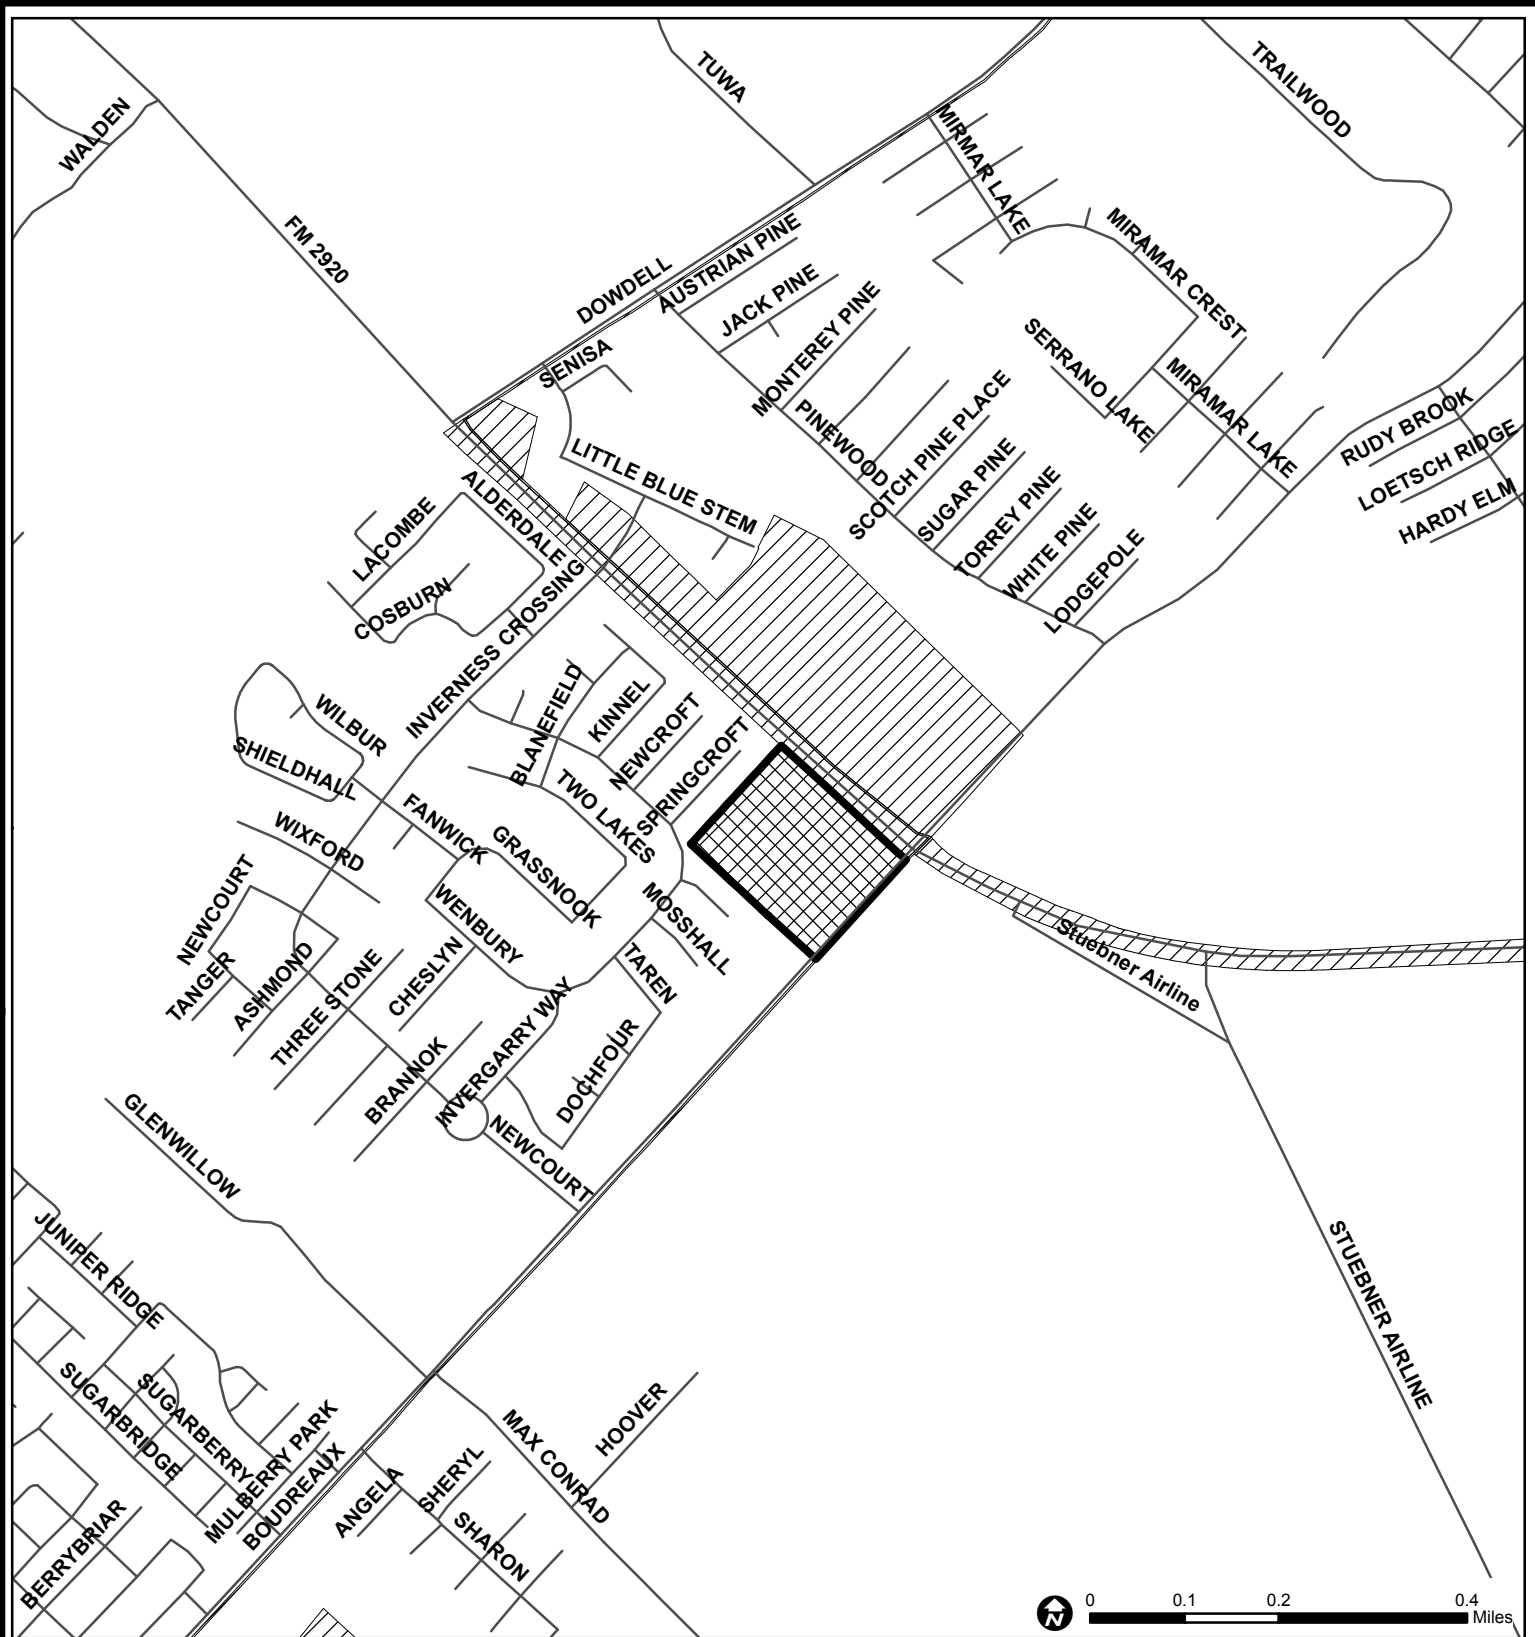 TUWA
TRAILWOOD
WALDEN
MIRMAR LAKE
FM 2920
AUSTRIAN PINE
MIRAMAR CREST
DOWDELL
JACK PINE
MONTEREY PINE
SENISA
SERRANO LAKE
MIRAMAR LAKE
PINEWOOD
SCOTCH PINE PLACE
RUDY BROOK
LOETSCH RIDGE
HARDY ELM
LITTLE BLUE STEM
SUGAR PINE
TORREY PINE
WHITE PINE
LODGEPOLE
ALDERDALE
LACOMBE
COSBURN
INVERNESS CROSSING
BLANEFIELD
KINNEL
NEWCROFT
SPRINGCROFT
WILBUR
SHIELDHALL
TWO LAKES
FANWICK
GRASSNOOK
WIXFORD
NEWCOURT
WENBURY
MOSSHALL
TANGER
ASHMOND
THREE STONE
CHESLYN
TAREN
Stuebner Airline
INVERGARRY WAY
DOCHFOUR
BRANNOK
GLENWILLOW
NEWCOURT
JUNIPER RIDGE
STUEBNER AIRLINE
SUGARBRIDGE
SUGARBERRY
MULBERRY PARK
BOUDREAUX
MAX CONRAD
HOOVER
ANGELA
SHERYL
SHARON
BERRYBRIAR
N
0 0.1 0.2 0.4
Miles